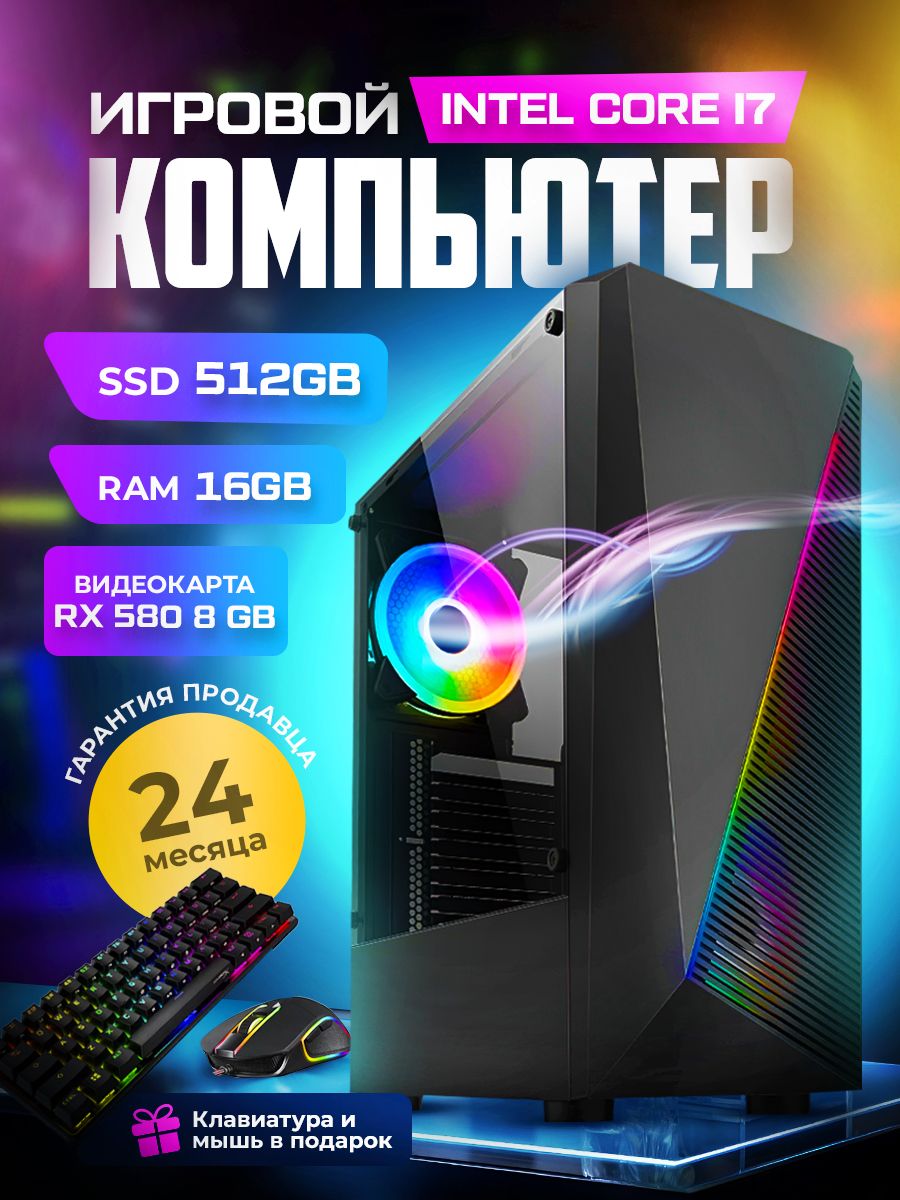 ИГРОВОЙ INTEL CORE I7
КОМПЬЮТЕР
SSD 512GB
RAM 16GB
ВИДЕОКАРТА
RX 580 8 GB
ГАРАНТИЯ ПРОДАВЦА
24
месяца
Клавиатура и
мышь в подарок